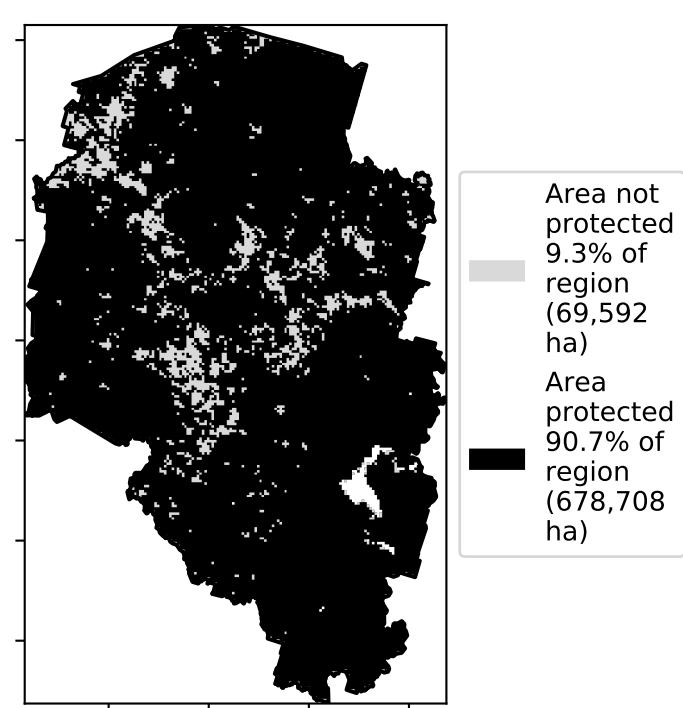 Area not
protected
9.3% of
region
(69,592
ha)
Area
protected
90.7% of
region
(678,708
ha)